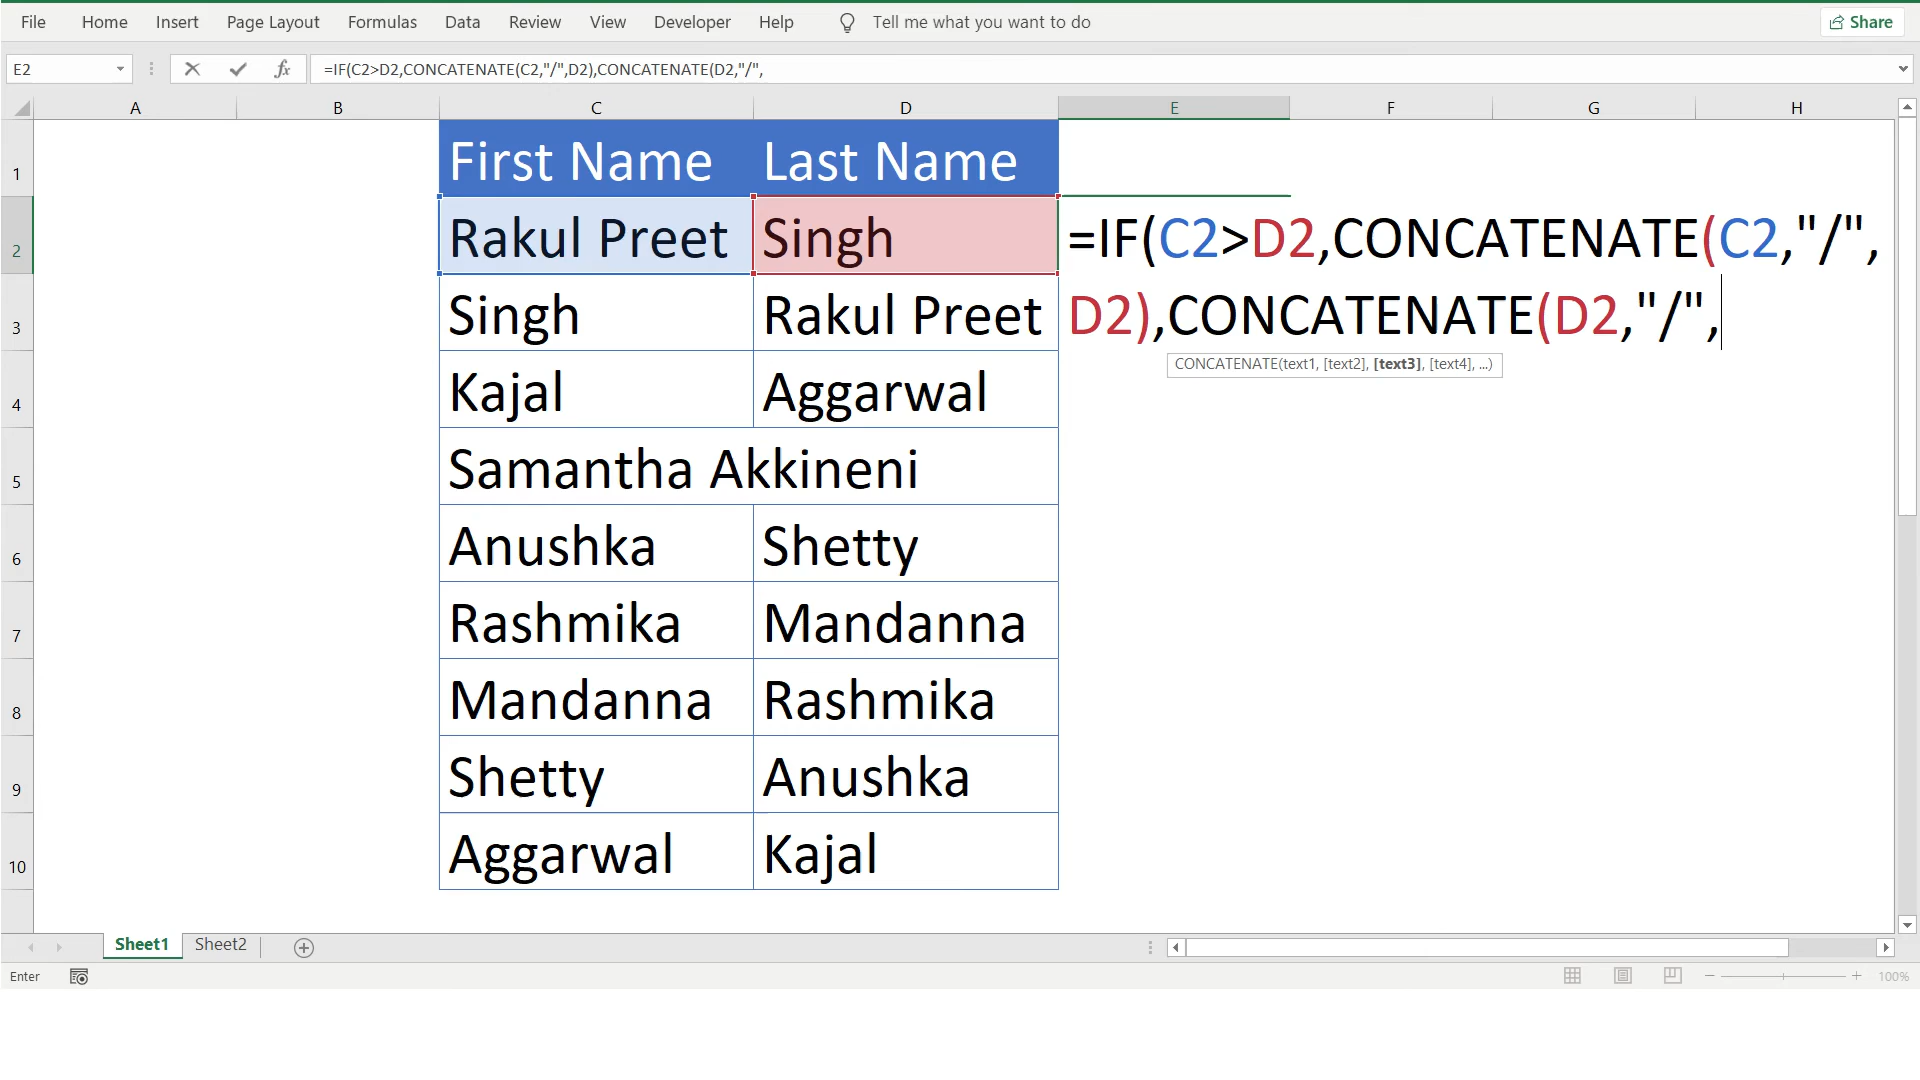 File Home Insert Page Layout Formulas Data Review View Developer Help Tell me what you want to do Share
E2 fx =IF(C2>D2,CONCATENATE(C2,"/",D2),CONCATENATE(D2,"/",
A B C D E F G H
1 First Name Last Name
2 Rakul Preet Singh =IF(C2>D2,CONCATENATE(C2,"/",
3 Singh Rakul Preet D2),CONCATENATE(D2,"/",
CONCATENATE(text1, [text2], [text3], [text4], ...)
4 Kajal Aggarwal
5 Samantha Akkineni
6 Anushka Shetty
7 Rashmika Mandanna
8 Mandanna Rashmika
9 Shetty Anushka
10 Aggarwal Kajal
Sheet1 Sheet2
Enter 100%